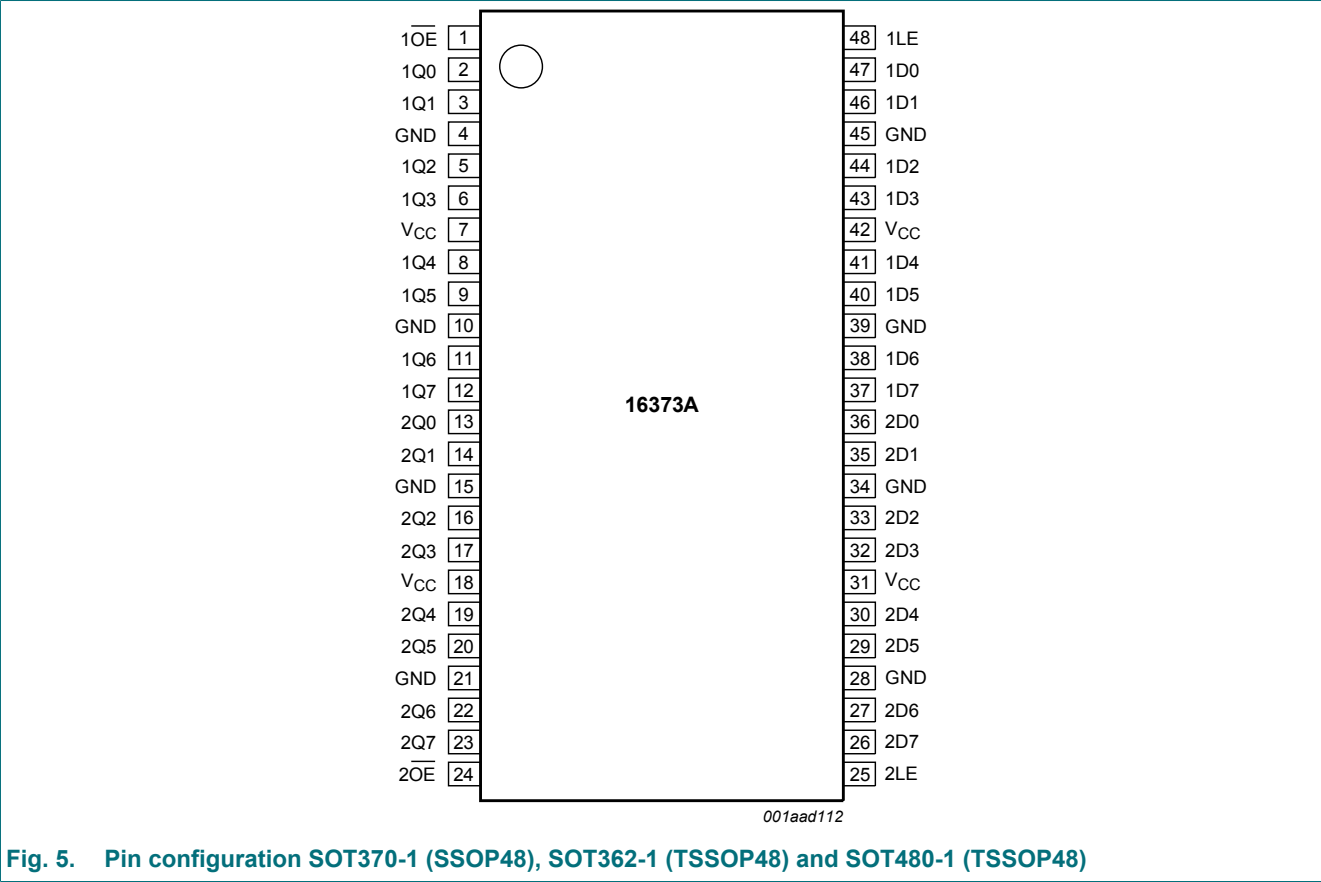 1O̅E̅ 1 48 1LE
1Q0 2 47 1D0
1Q1 3 46 1D1
GND 4 45 GND
1Q2 5 44 1D2
1Q3 6 43 1D3
VCC 7 42 VCC
1Q4 8 41 1D4
1Q5 9 40 1D5
GND 10 39 GND
1Q6 11 38 1D6
1Q7 12 37 1D7
16373A
2Q0 13 36 2D0
2Q1 14 35 2D1
GND 15 34 GND
2Q2 16 33 2D2
2Q3 17 32 2D3
VCC 18 31 VCC
2Q4 19 30 2D4
2Q5 20 29 2D5
GND 21 28 GND
2Q6 22 27 2D6
2Q7 23 26 2D7
2O̅E̅ 24 25 2LE
001aad112
Fig. 5. Pin configuration SOT370-1 (SSOP48), SOT362-1 (TSSOP48) and SOT480-1 (TSSOP48)